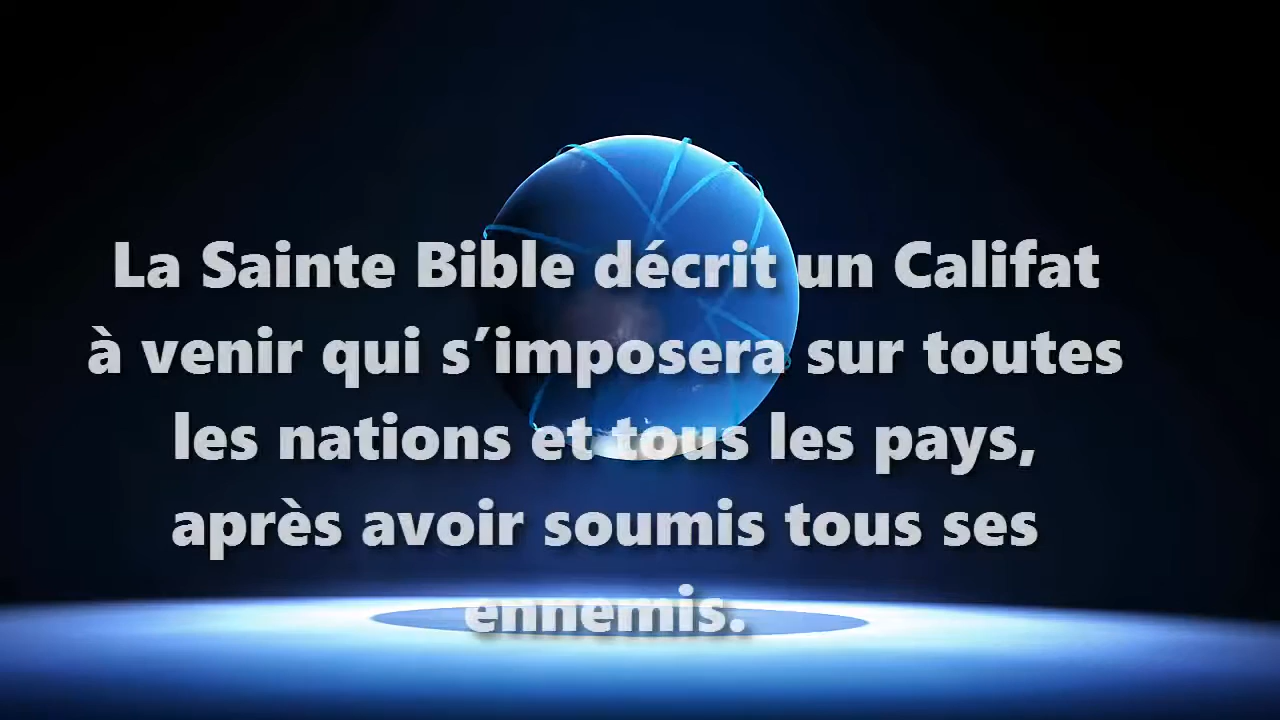 La Sainte Bible décrit un Califat
à venir qui s´imposera sur toutes
les nations et tous les pays,
après avoir soumis tous ses
ennemis.